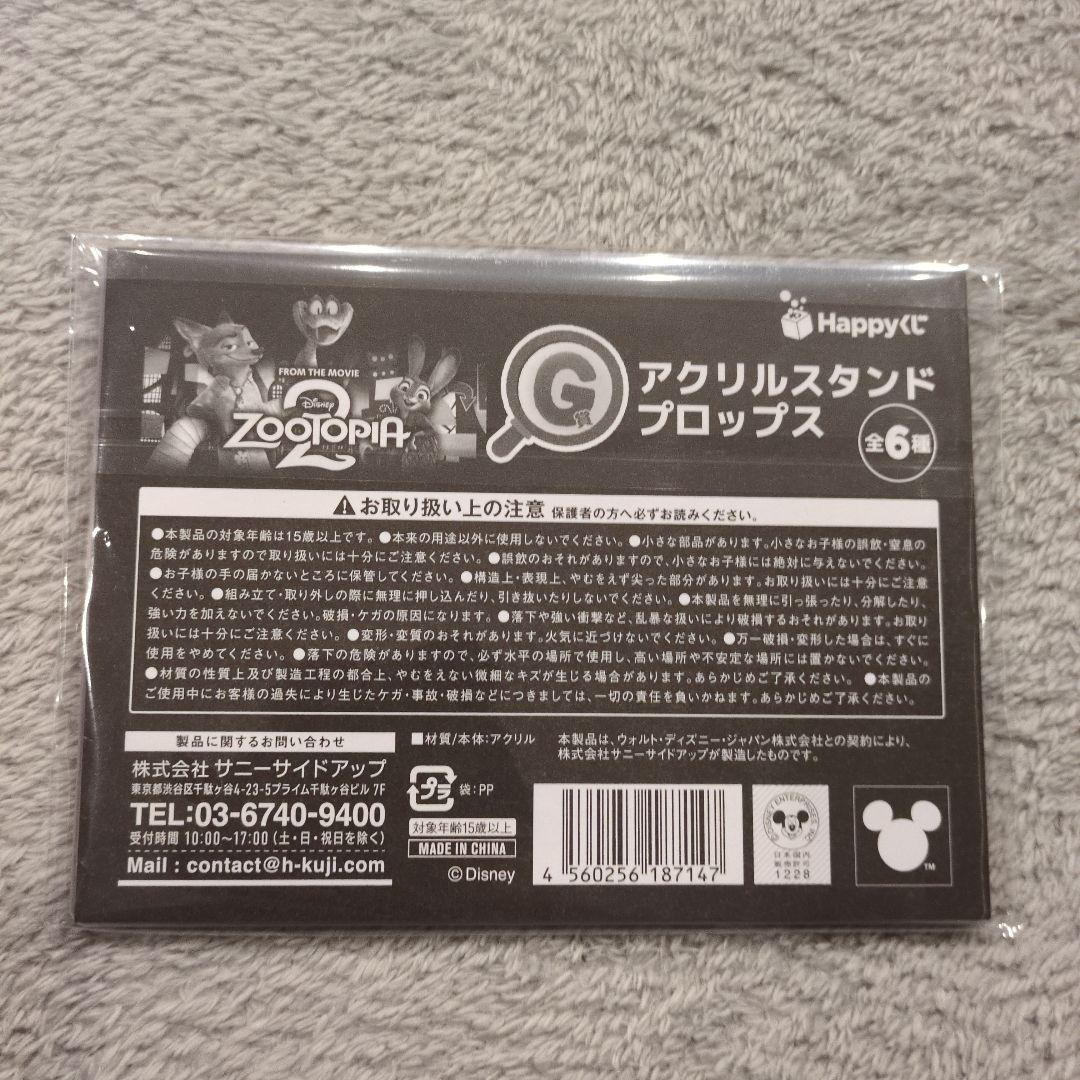 Happyくじ
FROM THE MOVIE
Disney
ZOOTOPIA
2
G賞
アクリルスタンド
プロップス
全6種
お取り扱い上の注意 保護者の方へ必ずお読みください。
●本製品の対象年齢は15歳以上です。●本来の用途以外に使用しないでください。●小さな部品があります。小さなお子様の誤飲・窒息の
危険がありますので取り扱いには十分にご注意ください。●誤飲のおそれがありますので、小さなお子様には絶対に与えないでください。
●お子様の手の届かないところに保管してください。●構造上・表現上、やむをえず尖った部分があります。お取り扱いには十分にご注意
ください。●組み立て・取り外しの際に無理に押し込んだり、引き抜いたりしないでください。●本製品を無理に引っ張ったり、分解したり、
強い力を加えないでください。破損・ケガの原因になります。●落下や強い衝撃など、乱暴な扱いにより破損するおそれがあります。お取
り扱いには十分にご注意ください。●変形・変質のおそれがあります。火気に近づけないでください。●万一破損・変形した場合は、すぐに
使用をやめてください。●落下の危険がありますので、必ず水平の場所で使用し、高い場所や不安定な場所には置かないでください。
●材質の性質上及び製造工程の都合上、やむをえない微細なキズが生じる場合があります。あらかじめご了承ください。●本製品の
ご使用中にお客様の過失により生じたケガ・事故・破損などにつきましては、一切の責任を負いかねます。あらかじめご了承ください。
製品に関するお問い合わせ
株式会社 サニーサイドアップ
東京都渋谷区千駄ヶ谷4-23-5プライム千駄ヶ谷ビル 7F
TEL:03-6740-9400
受付時間 10:00〜17:00（土・日・祝日を除く）
Mail : contact@h-kuji.com
■材質/本体:アクリル
プラ 袋:PP
対象年齢15歳以上
MADE IN CHINA
©Disney
本製品は、ウォルト・ディズニー・ジャパン株式会社との契約により、
株式会社サニーサイドアップが製造したものです。
4 560256 187147
©DISNEY ENTERPRISES INC.
日本国内
販売許可
1228
TM